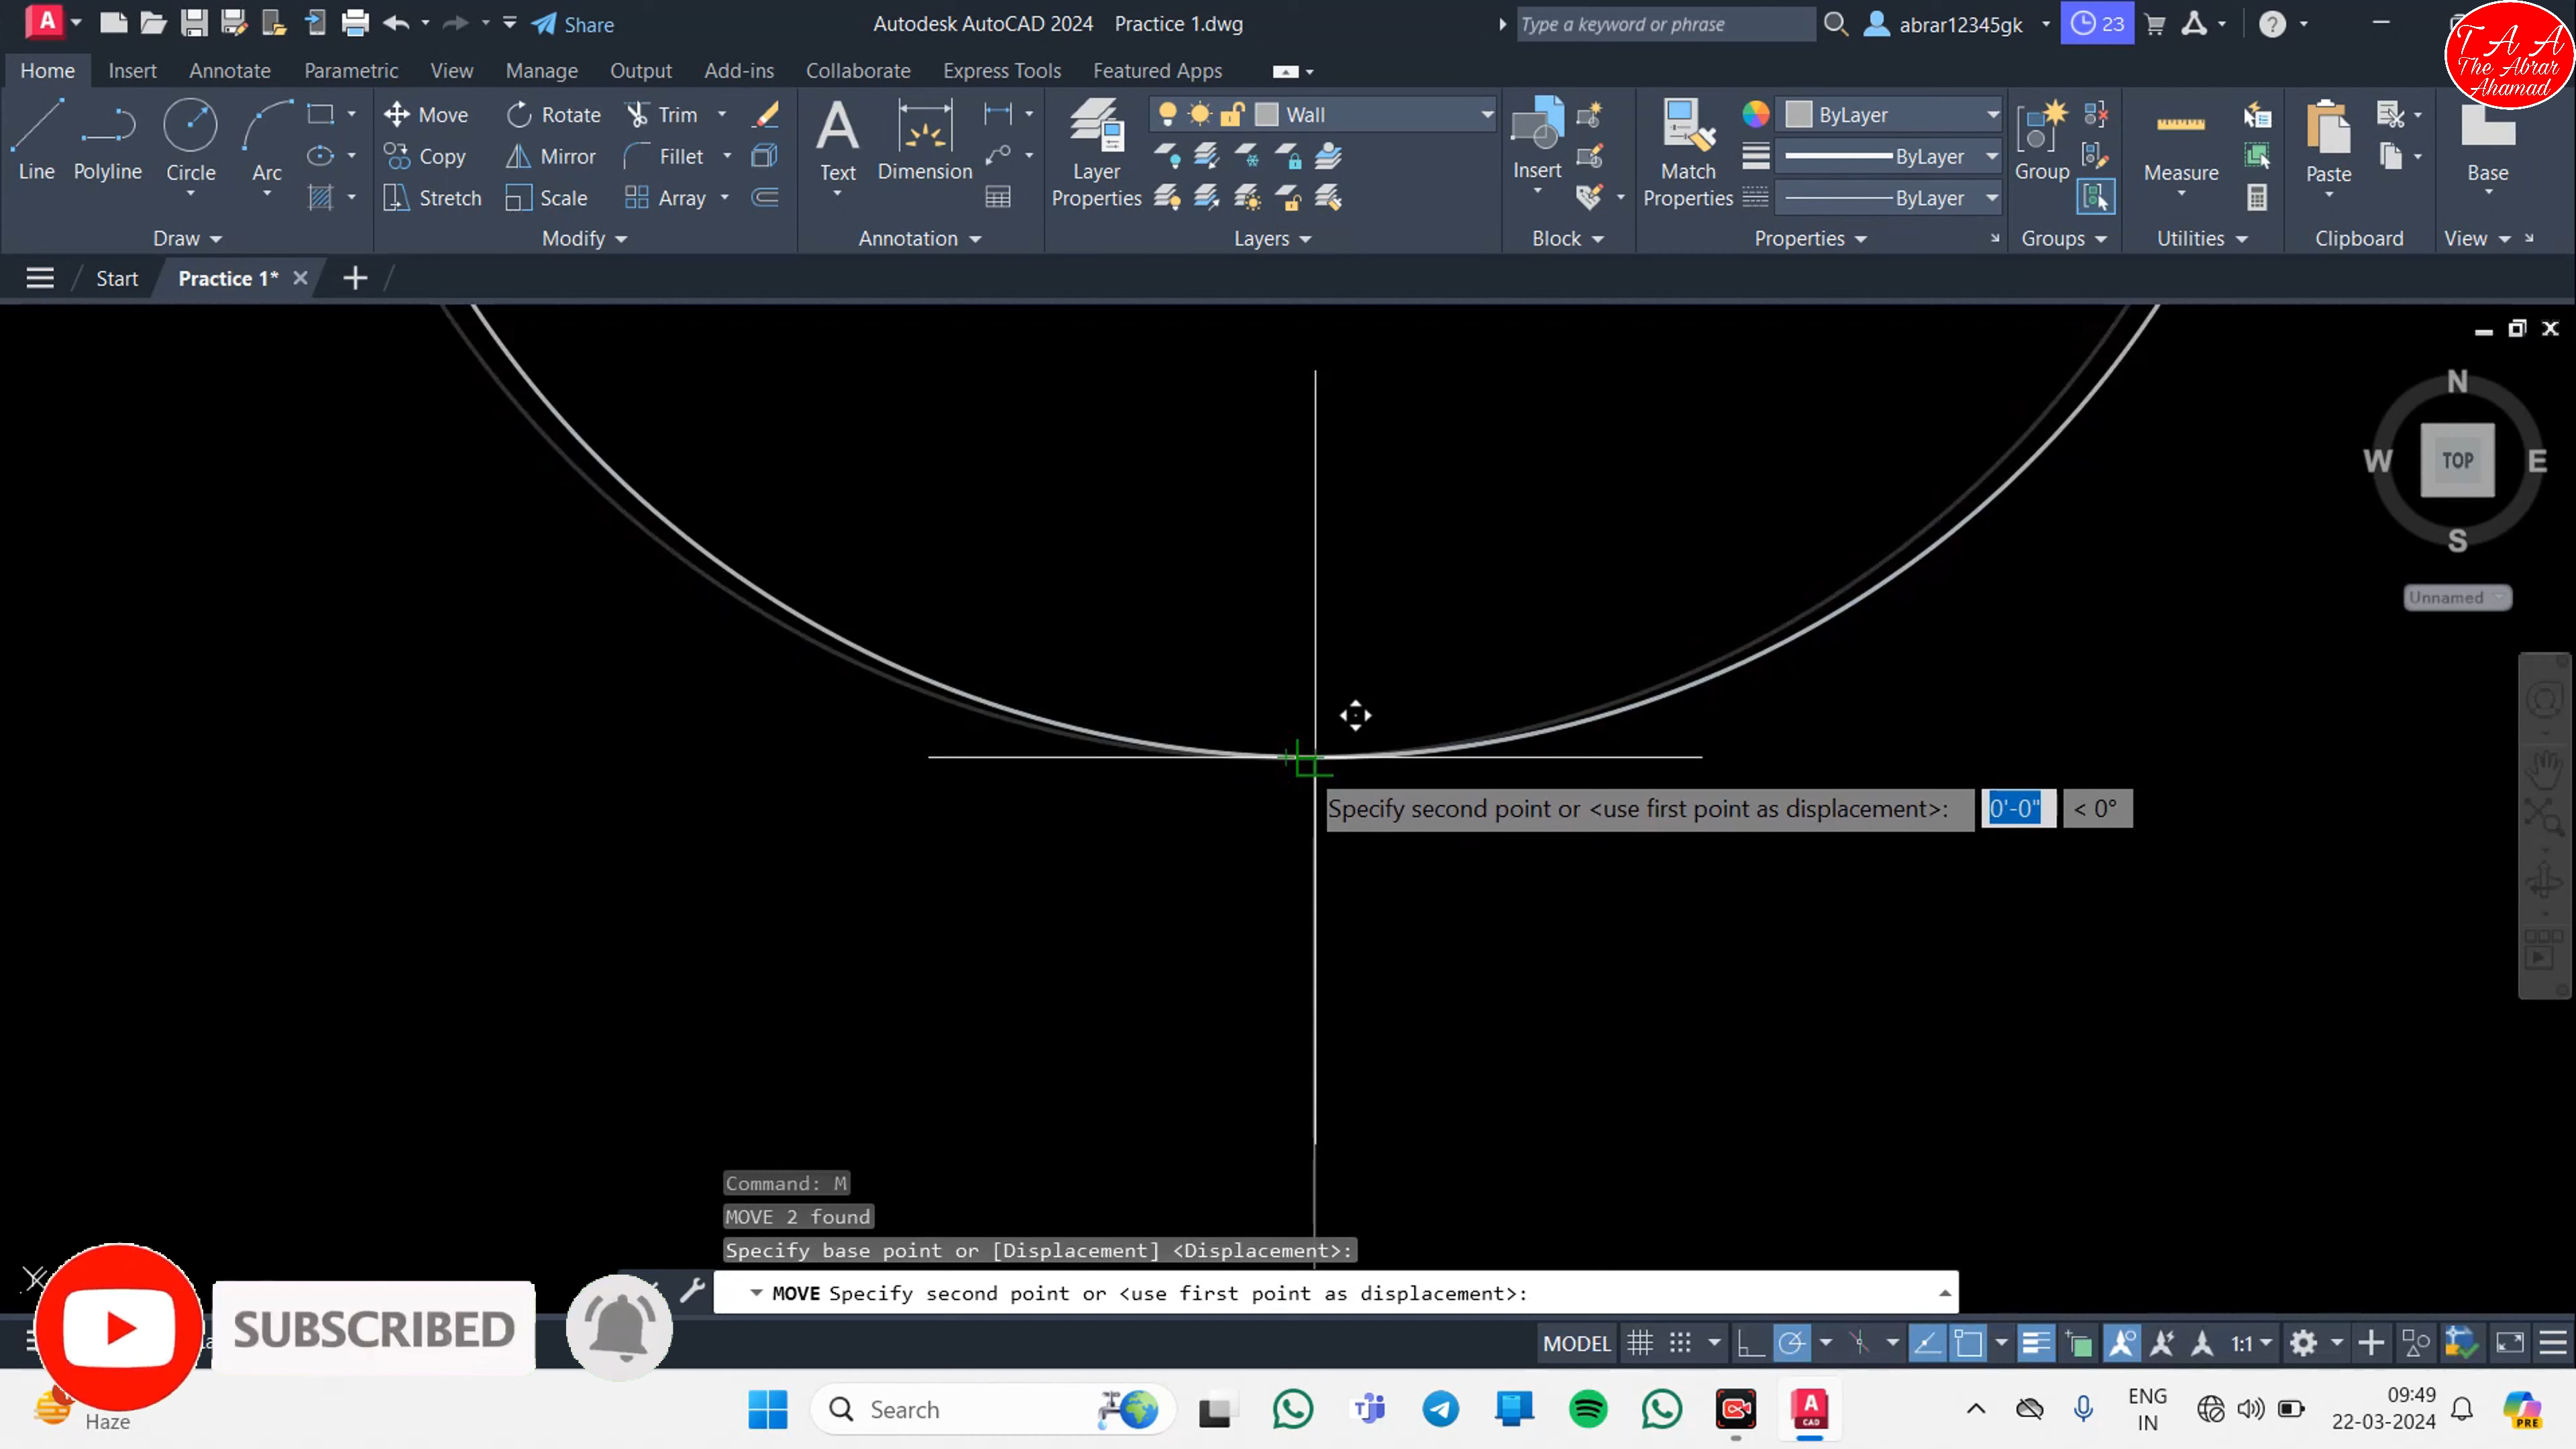 Autodesk AutoCAD 2024 Practice 1.dwg
Share
Type a keyword or phrase
abrar12345gk
23
T A A
The Abrar
Ahamad
Home Insert Annotate Parametric View Manage Output Add-ins Collaborate Express Tools Featured Apps
Line Polyline Circle Arc
Move Rotate Trim
Copy Mirror Fillet
Stretch Scale Array
Text Dimension
Layer
Properties
Wall
Insert
Match
Properties
ByLayer
ByLayer
ByLayer
Group
Measure
Paste
Base
Draw Modify Annotation Layers Block Properties Groups Utilities Clipboard View
Start Practice 1*
N
W TOP E
S
Unnamed
Specify second point or <use first point as displacement>: 0'-0" < 0°
Command: M
MOVE 2 found
Specify base point or [Displacement] <Displacement>:
MOVE Specify second point or <use first point as displacement>:
SUBSCRIBED
MODEL 1:1
Haze
Search
ENG
IN
09:49
22-03-2024
PRE